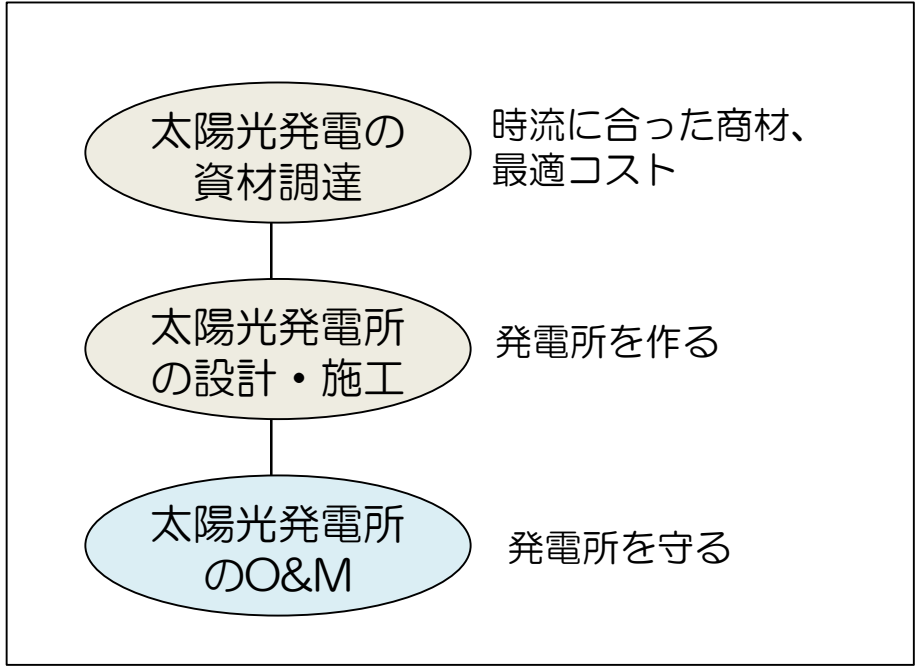 太陽光発電の
資材調達
時流に合った商材、
最適コスト
太陽光発電所
の設計・施工
発電所を作る
太陽光発電所
のO&M
発電所を守る